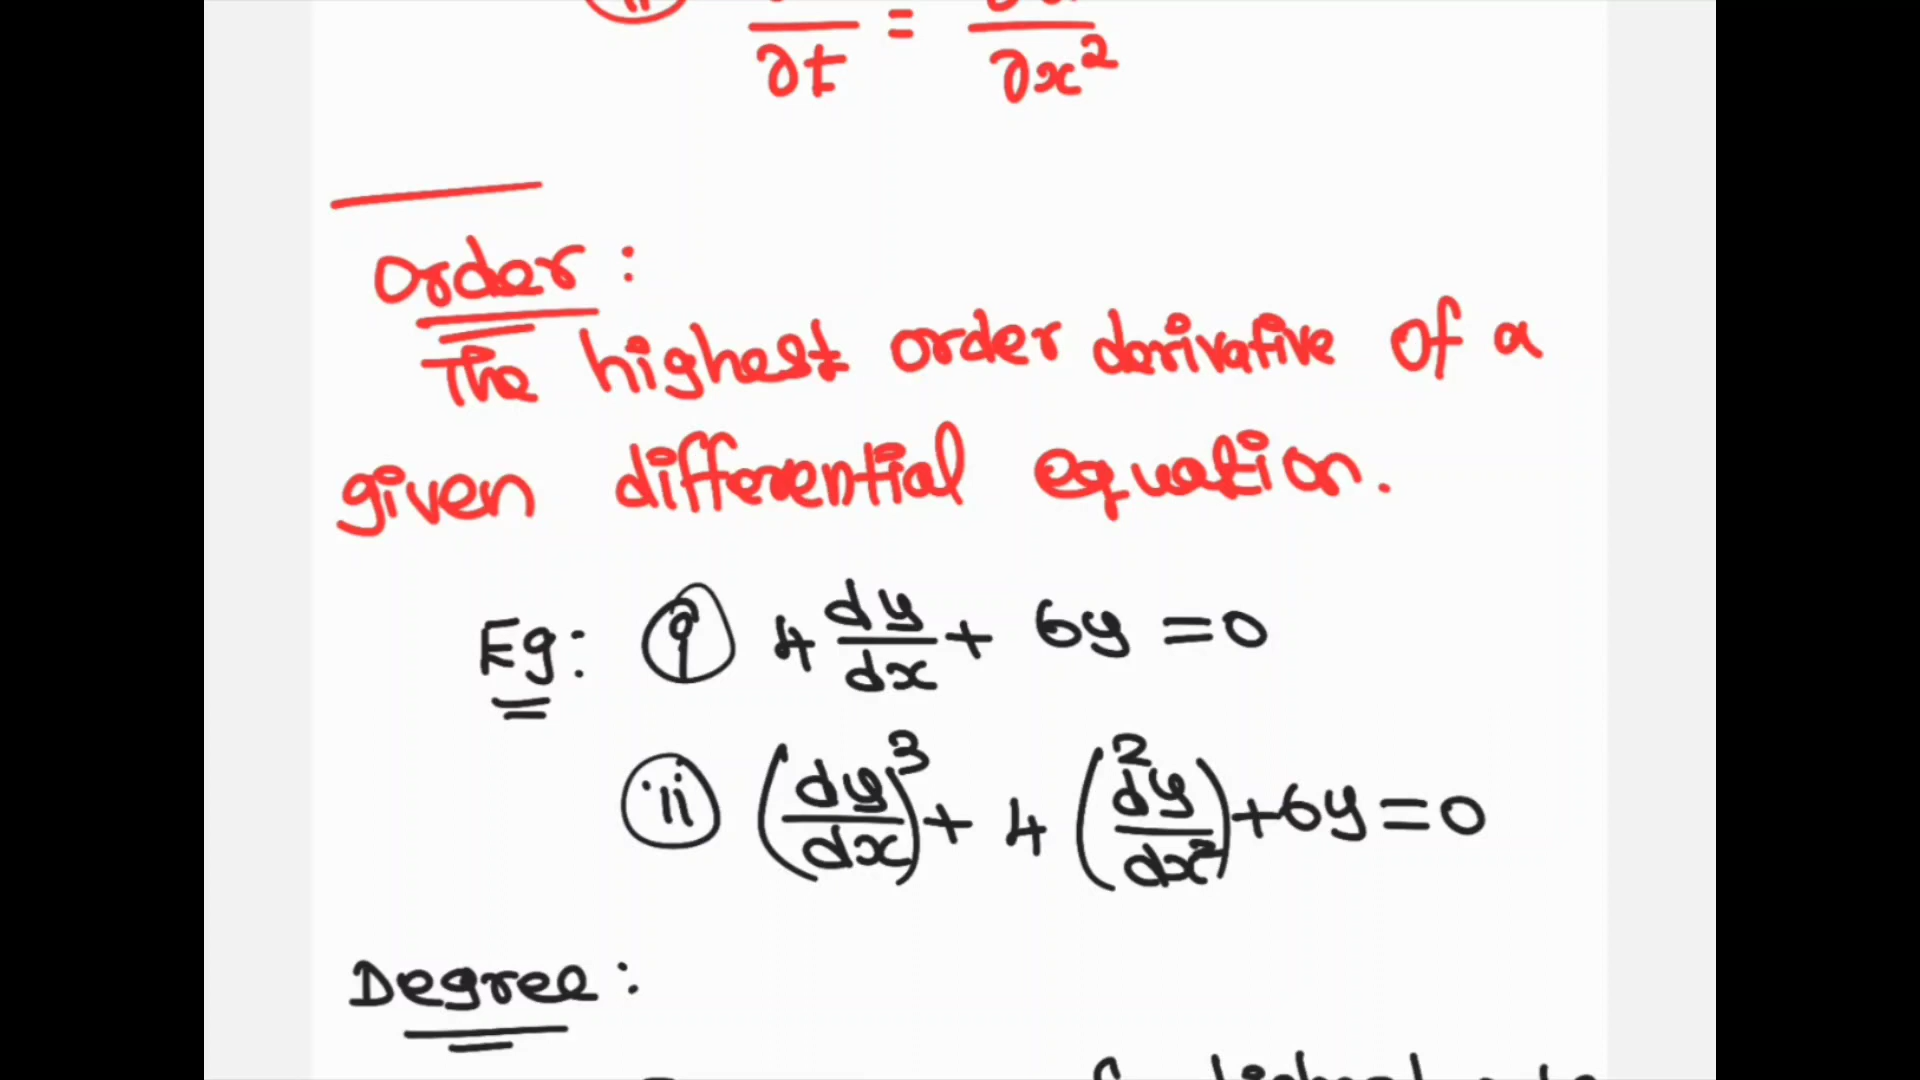 ii ∂t = ∂x²
Order :
The highest order derivative of a
given differential equation.
Eg: i 4 dy/dx + 6y = 0
ii (dy/dx)³ + 4 (d²y/dx²) + 6y = 0
Degree :